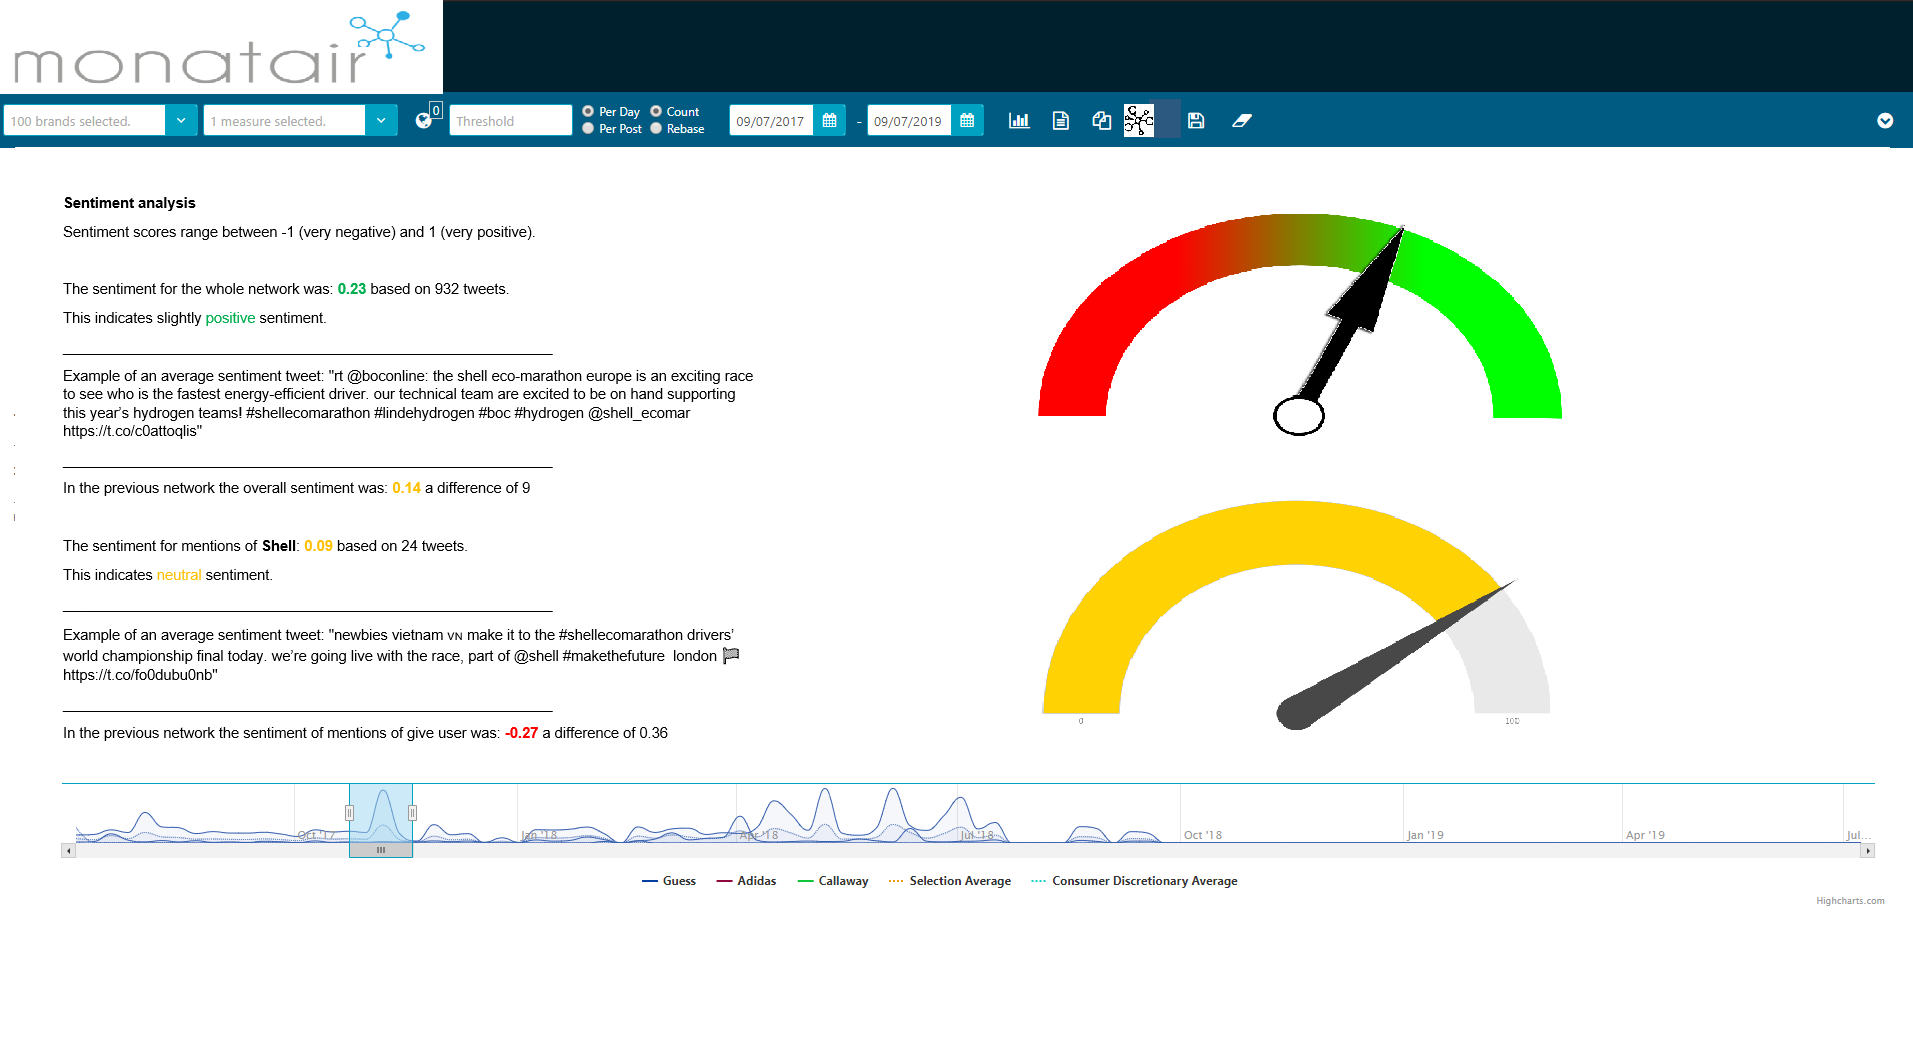 monatair
100 brands selected.
1 measure selected.
0
Threshold
Per Day
Count
Per Post
Rebase
09/07/2017
-
09/07/2019
Sentiment analysis
Sentiment scores range between -1 (very negative) and 1 (very positive).
The sentiment for the whole network was: 0.23 based on 932 tweets.
This indicates slightly positive sentiment.
Example of an average sentiment tweet: "rt @boconline: the shell eco-marathon europe is an exciting race
to see who is the fastest energy-efficient driver. our technical team are excited to be on hand supporting
this year’s hydrogen teams! #shellecomarathon #lindehydrogen #boc #hydrogen @shell_ecomar
https://t.co/c0attoqlis"
In the previous network the overall sentiment was: 0.14 a difference of 9
The sentiment for mentions of Shell: 0.09 based on 24 tweets.
This indicates neutral sentiment.
Example of an average sentiment tweet: "newbies vietnam VN make it to the #shellecomarathon drivers’
world championship final today. we’re going live with the race, part of @shell #makethefuture london 🏁
https://t.co/fo0dubu0nb"
In the previous network the sentiment of mentions of give user was: -0.27 a difference of 0.36
0
100
Oct '17
Jan '18
Apr '18
Jul '18
Oct '18
Jan '19
Apr '19
Jul...
Guess
Adidas
Callaway
Selection Average
Consumer Discretionary Average
Highcharts.com